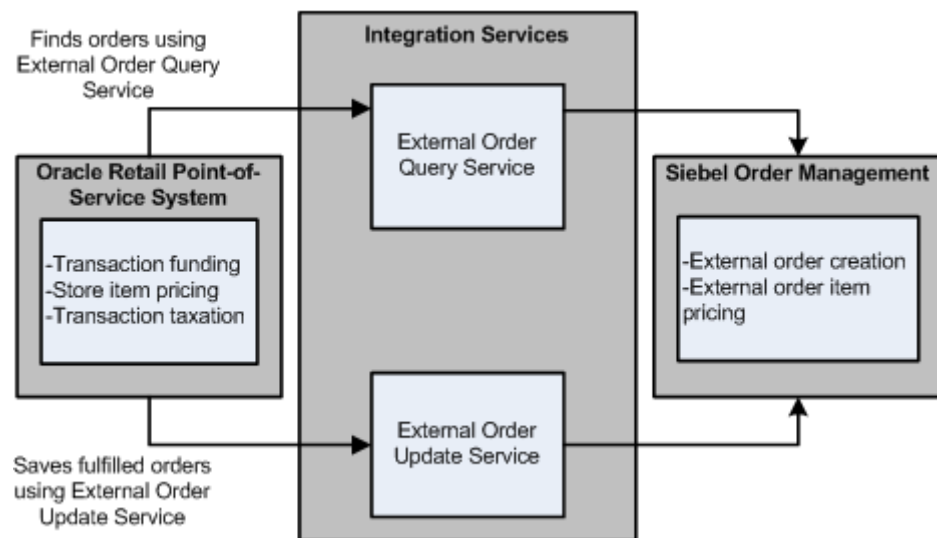 Finds orders using
External Order Query
Service
Integration Services
External Order
Query Service
Oracle Retail Point-of-
Service System
-Transaction funding
-Store item pricing
-Transaction taxation
Siebel Order Management
-External order creation
-External order item
pricing
External Order
Update Service
Saves fulfilled orders
using External Order
Update Service